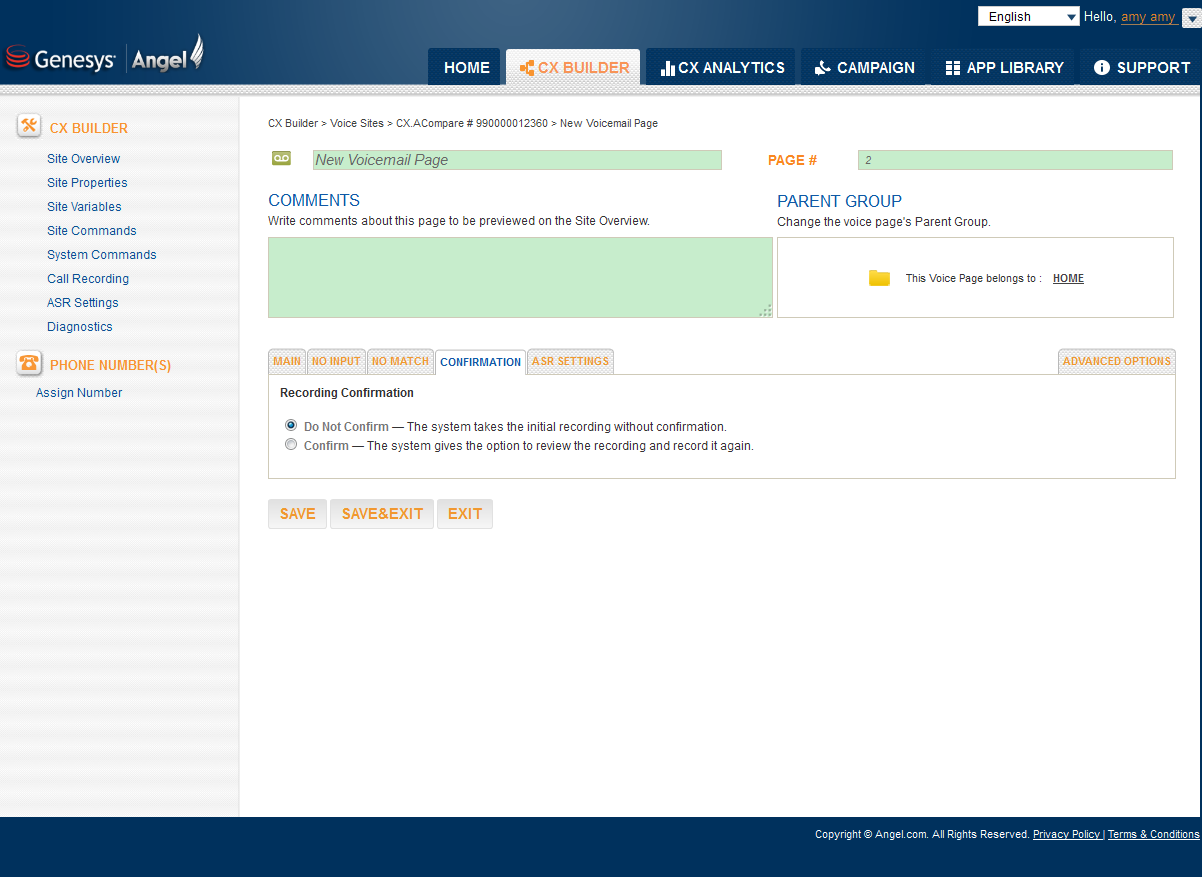 English
Hello, amy amy
Genesys Angel
HOME
CX BUILDER
CX ANALYTICS
CAMPAIGN
APP LIBRARY
SUPPORT
CX BUILDER
Site Overview
Site Properties
Site Variables
Site Commands
System Commands
Call Recording
ASR Settings
Diagnostics
PHONE NUMBER(S)
Assign Number
CX Builder > Voice Sites > CX.ACompare # 990000012360 > New Voicemail Page
New Voicemail Page
PAGE #
2
COMMENTS
Write comments about this page to be previewed on the Site Overview.
PARENT GROUP
Change the voice page's Parent Group.
This Voice Page belongs to : HOME
MAIN
NO INPUT
NO MATCH
CONFIRMATION
ASR SETTINGS
ADVANCED OPTIONS
Recording Confirmation
Do Not Confirm — The system takes the initial recording without confirmation.
Confirm — The system gives the option to review the recording and record it again.
SAVE
SAVE&EXIT
EXIT
Copyright © Angel.com. All Rights Reserved. Privacy Policy | Terms & Conditions